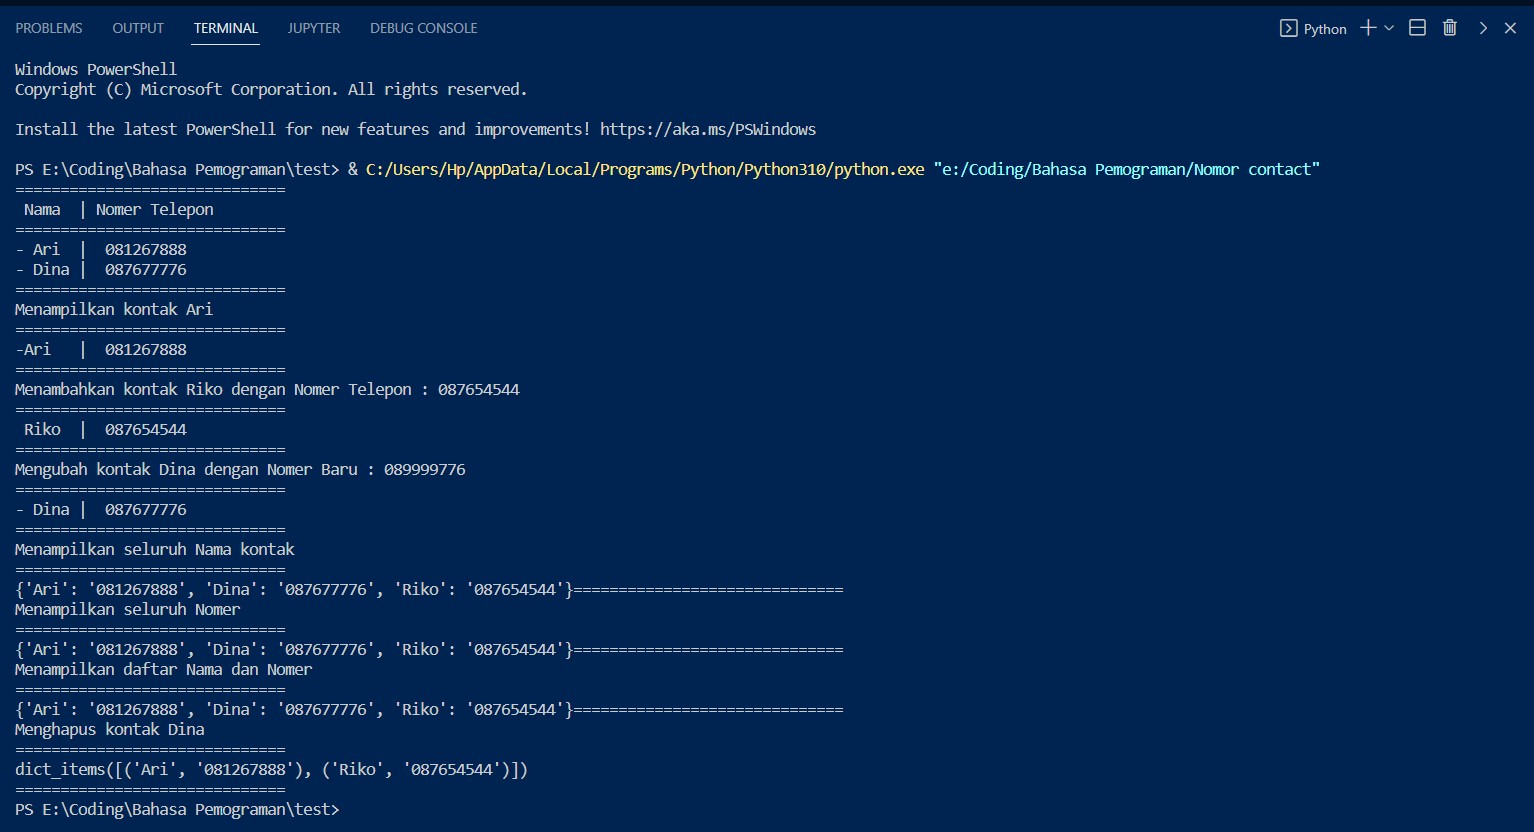 PROBLEMS OUTPUT TERMINAL JUPYTER DEBUG CONSOLE Python
Windows PowerShell
Copyright (C) Microsoft Corporation. All rights reserved.
Install the latest PowerShell for new features and improvements! https://aka.ms/PSWindows
PS E:\Coding\Bahasa Pemograman\test> & C:/Users/Hp/AppData/Local/Programs/Python/Python310/python.exe "e:/Coding/Bahasa Pemograman/Nomor contact"
==============================
 Nama  | Nomer Telepon
==============================
- Ari  |  081267888
- Dina |  087677776
==============================
Menampilkan kontak Ari
==============================
-Ari   |  081267888
==============================
Menambahkan kontak Riko dengan Nomer Telepon : 087654544
==============================
 Riko  |  087654544
==============================
Mengubah kontak Dina dengan Nomer Baru : 089999776
==============================
- Dina |  087677776
==============================
Menampilkan seluruh Nama kontak
==============================
{'Ari': '081267888', 'Dina': '087677776', 'Riko': '087654544'}==============================
Menampilkan seluruh Nomer
==============================
{'Ari': '081267888', 'Dina': '087677776', 'Riko': '087654544'}==============================
Menampilkan daftar Nama dan Nomer
==============================
{'Ari': '081267888', 'Dina': '087677776', 'Riko': '087654544'}==============================
Menghapus kontak Dina
==============================
dict_items([('Ari', '081267888'), ('Riko', '087654544')])
==============================
PS E:\Coding\Bahasa Pemograman\test>